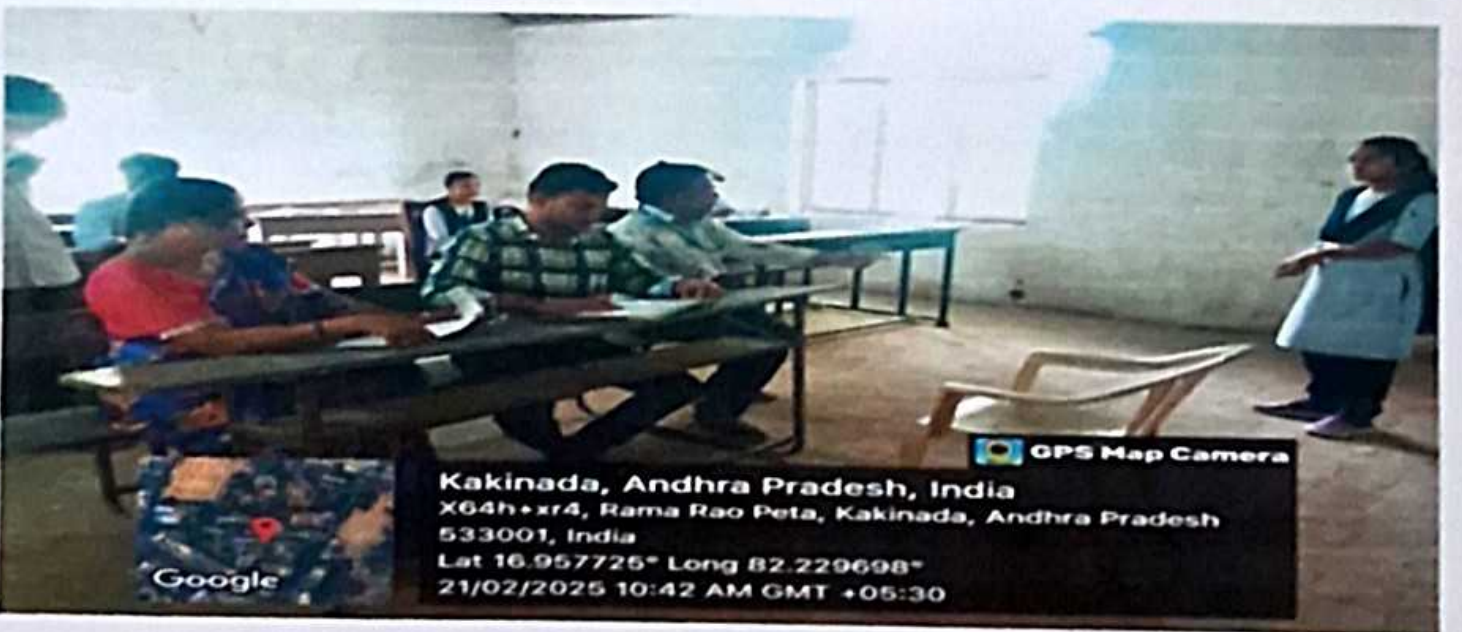 GPS Map Camera
Kakinada, Andhra Pradesh, India
X64h+xr4, Rama Rao Peta, Kakinada, Andhra Pradesh
533001, India
Lat 16.957725° Long 82.229698°
21/02/2025 10:42 AM GMT +05:30
Google